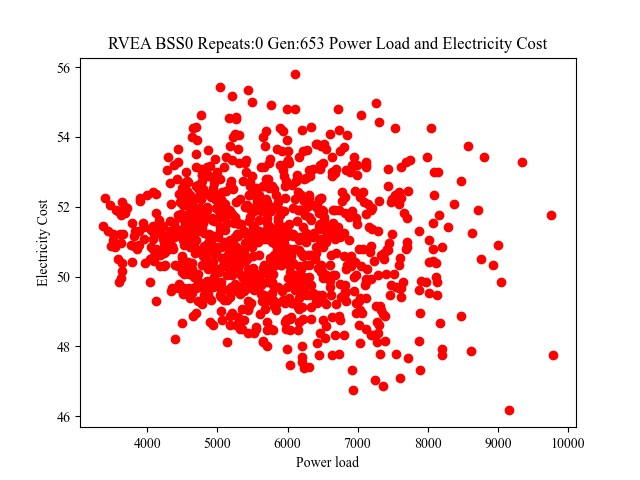 RVEA BSS0 Repeats:0 Gen:653 Power Load and Electricity Cost
56
54
52
50
48
46
Electricity Cost
4000 5000 6000 7000 8000 9000 10000
Power load